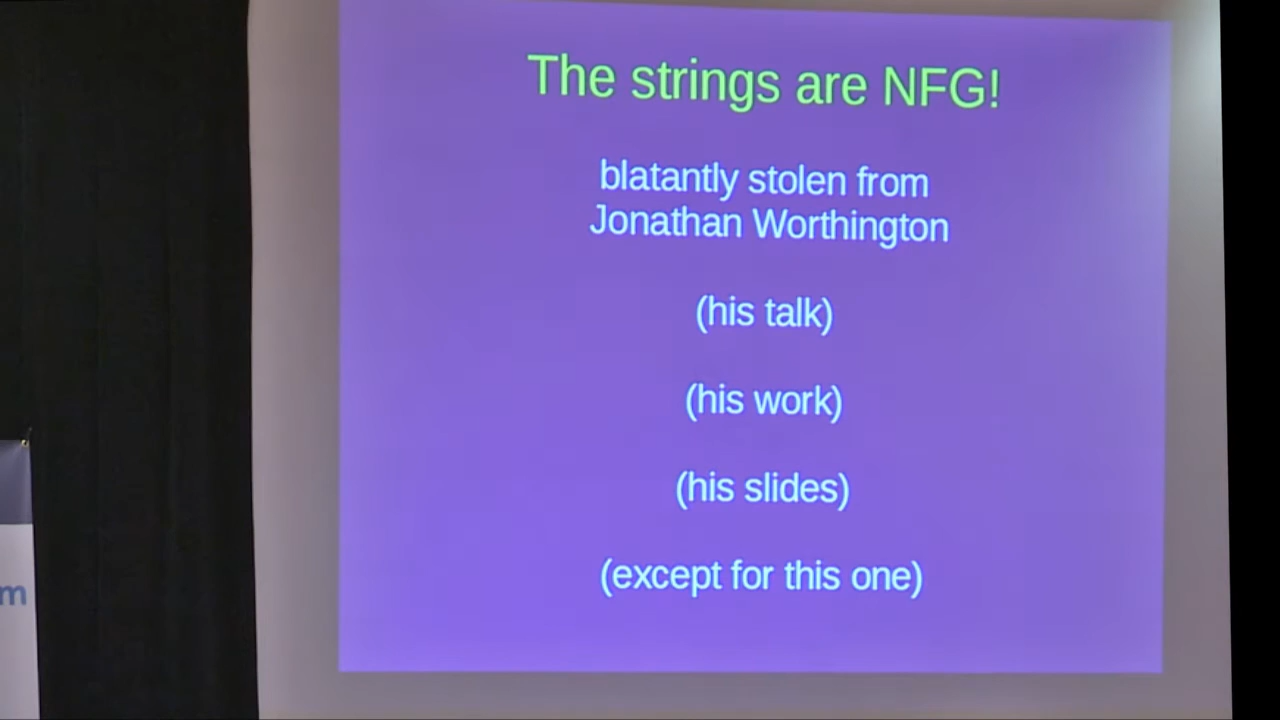 The strings are NFG!
blatantly stolen from
Jonathan Worthington
(his talk)
(his work)
(his slides)
(except for this one)
m